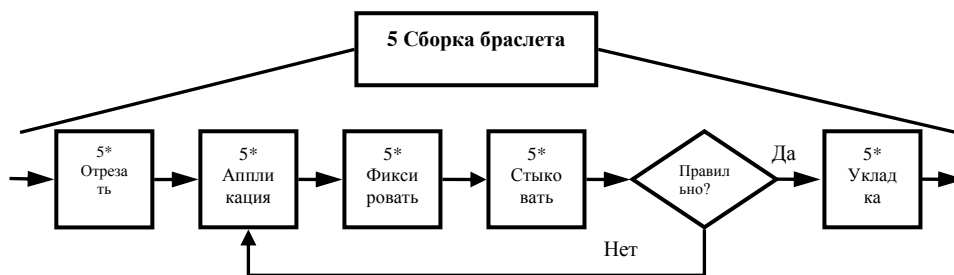 5 Сборка браслета
5*
Отреза
ть
5*
Аппли
кация
5*
Фикси
ровать
5*
Стыко
вать
Правил
ьно?
Да
5*
Уклад
ка
Нет